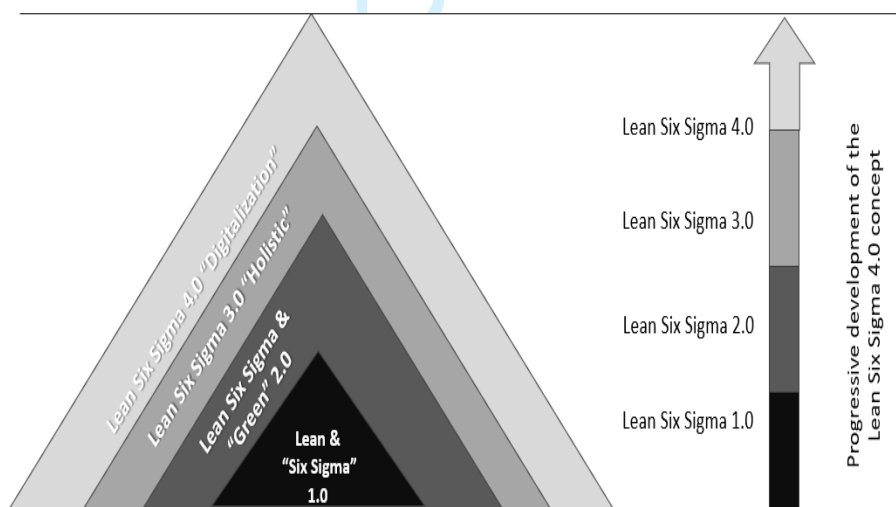 Lean Six Sigma 4.0 “Digitalization”
Lean Six Sigma 3.0 “Holistic”
Lean Six Sigma &
“Green” 2.0
Lean &
“Six Sigma”
1.0
Lean Six Sigma 4.0
Lean Six Sigma 3.0
Lean Six Sigma 2.0
Lean Six Sigma 1.0
Progressive development of the
Lean Six Sigma 4.0 concept